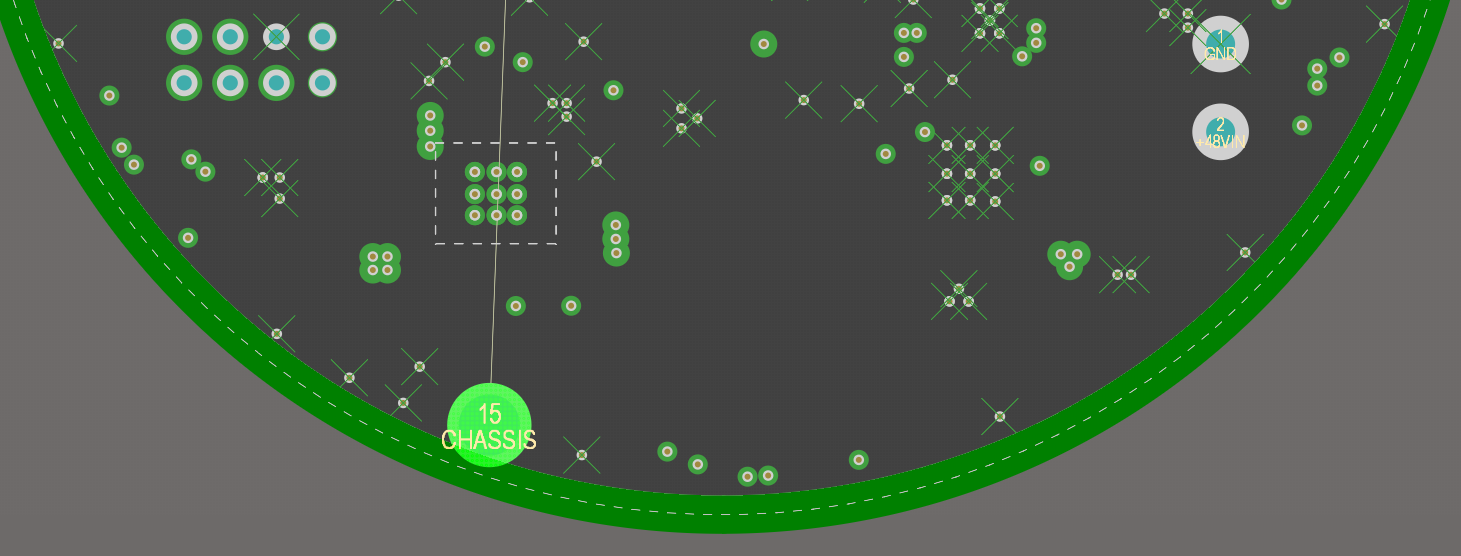 1
GND
2
+48VIN
15
CHASSIS